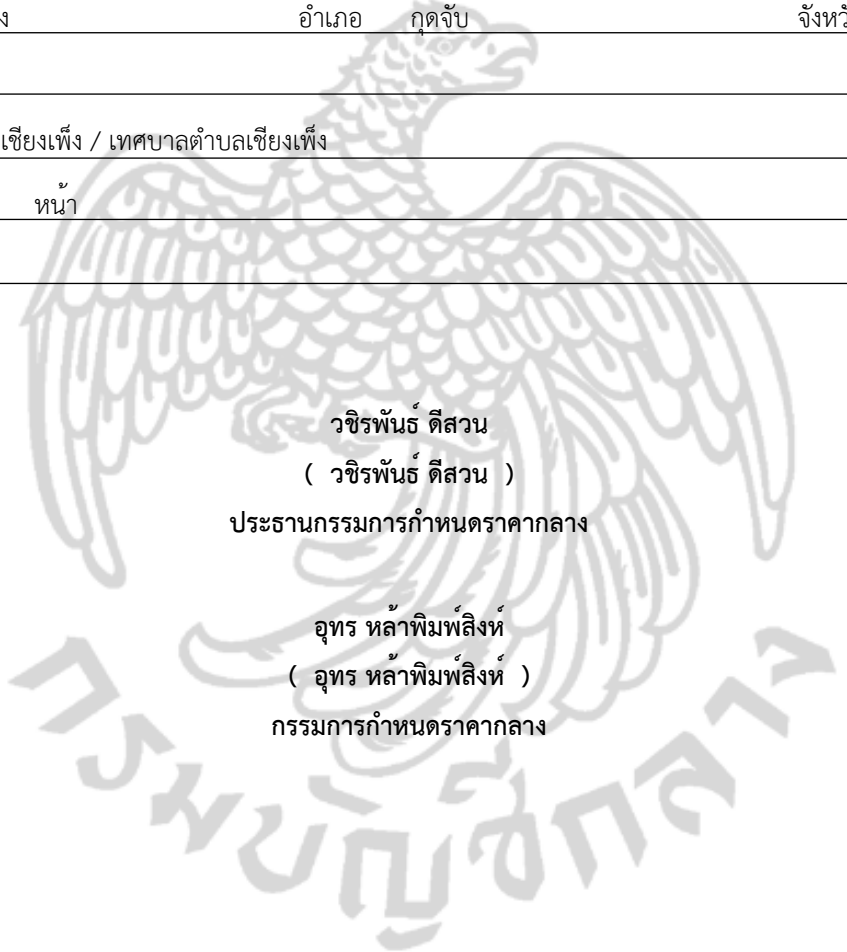 ง อำเภอ กุดจับ จังหวั
เชียงเพ็ง / เทศบาลตำบลเชียงเพ็ง
หน้า
วชิรพันธ์ ดีสวน
( วชิรพันธ์ ดีสวน )
ประธานกรรมการกำหนดราคากลาง
อุทร หล้าพิมพ์สิงห์
( อุทร หล้าพิมพ์สิงห์ )
กรรมการกำหนดราคากลาง
กรมบัญชีกลาง